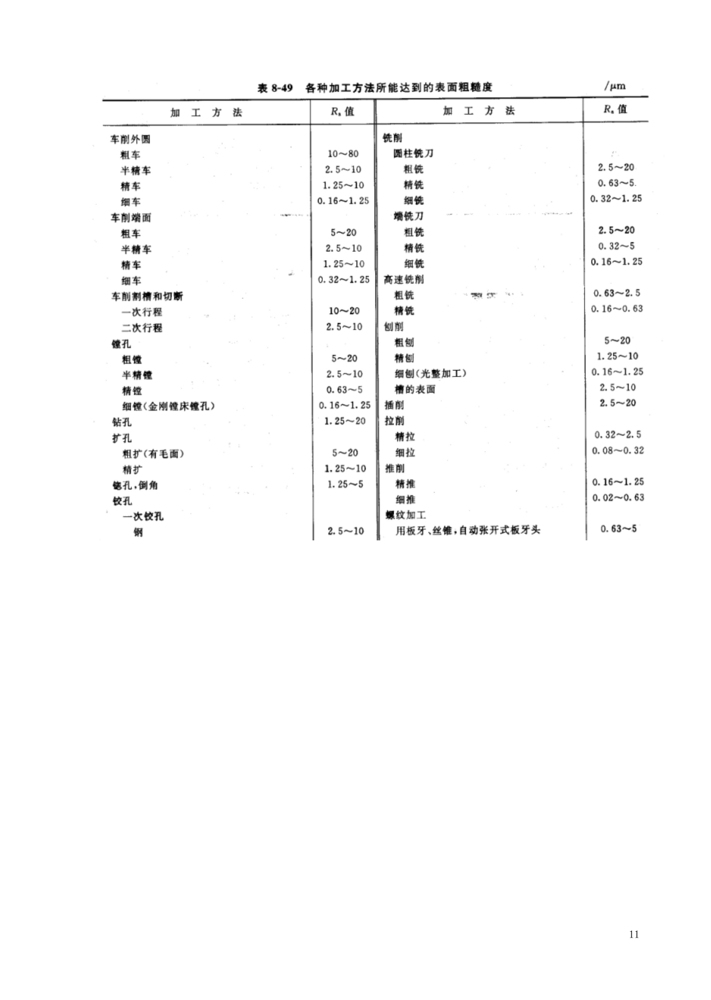 表 8-49 各种加工方法所能达到的表面粗糙度 /μm
加 工 方 法 Rₐ值 加 工 方 法 Rₐ值
车削外圆
粗车 10～80
半精车 2.5～10
精车 1.25～10
细车 0.16～1.25
车削端面
粗车 5～20
半精车 2.5～10
精车 1.25～10
细车 0.32～1.25
车削割槽和切断
一次行程 10～20
二次行程 2.5～10
镗孔
粗镗 5～20
半精镗 2.5～10
精镗 0.63～5
细镗(金刚镗床镗孔) 0.16～1.25
钻孔 1.25～20
扩孔
粗扩(有毛面) 5～20
精扩 1.25～10
锪孔,倒角 1.25～5
铰孔
一次铰孔
钢 2.5～10
铣削
圆柱铣刀
粗铣 2.5～20
精铣 0.63～5
细铣 0.32～1.25
端铣刀
粗铣 2.5～20
精铣 0.32～5
细铣 0.16～1.25
高速铣削
粗铣 0.63～2.5
精铣 0.16～0.63
刨削
粗刨 5～20
精刨 1.25～10
细刨(光整加工) 0.16～1.25
槽的表面 2.5～10
插削 2.5～20
拉削
精拉 0.32～2.5
细拉 0.08～0.32
推削
精推 0.16～1.25
细推 0.02～0.63
螺纹加工
用板牙、丝锥,自动张开式板牙头 0.63～5
11